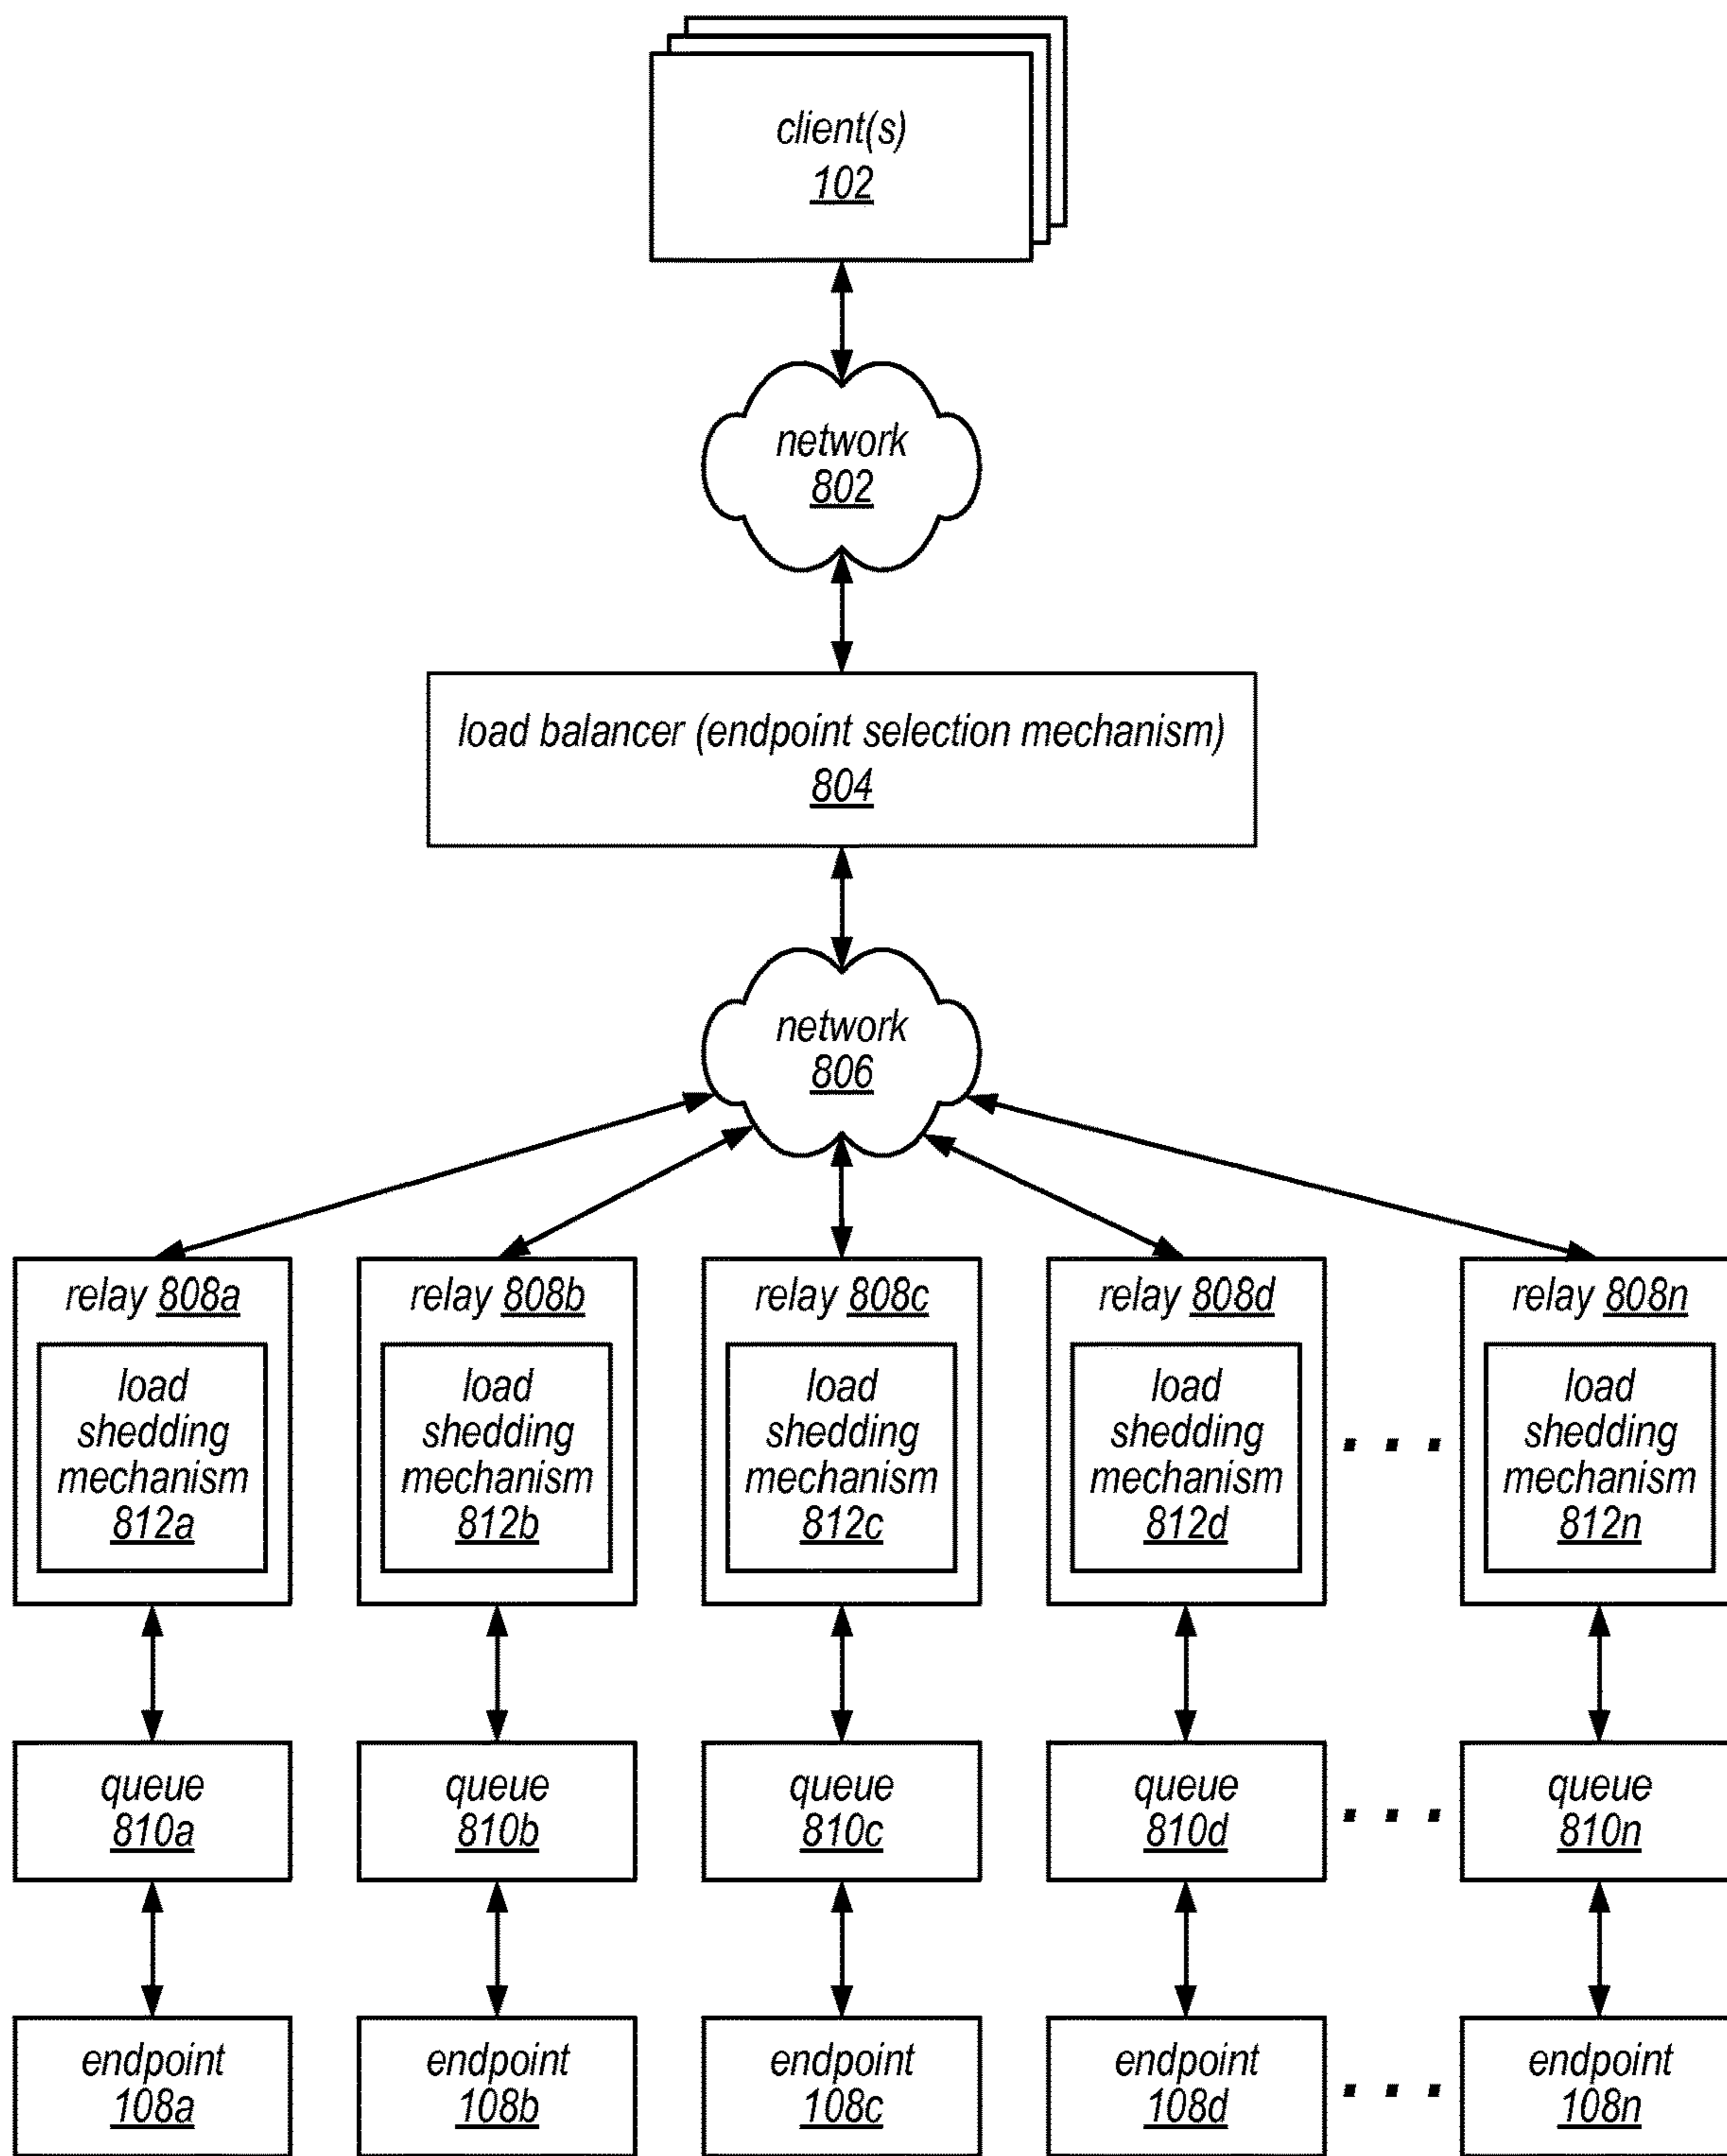 client(s)
102
network
802
load balancer (endpoint selection mechanism)
804
network
806
relay 808a
load
shedding
mechanism
812a
relay 808b
load
shedding
mechanism
812b
relay 808c
load
shedding
mechanism
812c
relay 808d
load
shedding
mechanism
812d
. . .
relay 808n
load
shedding
mechanism
812n
queue
810a
queue
810b
queue
810c
queue
810d
. . .
queue
810n
endpoint
108a
endpoint
108b
endpoint
108c
endpoint
108d
. . .
endpoint
108n